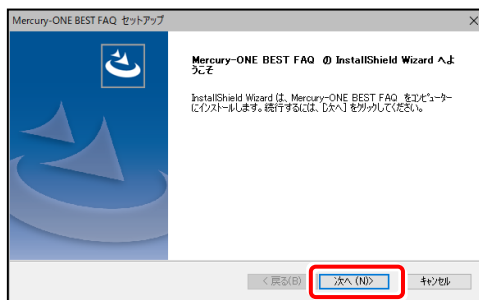 Mercury-ONE BEST FAQ セットアップ
Mercury-ONE BEST FAQ の InstallShield Wizard へよ
うこそ
InstallShield Wizard は、Mercury-ONE BEST FAQ をコンピューター
にインストールします。続行するには、[次へ] をクリックしてください。
< 戻る(B)
次へ (N)>
キャンセル